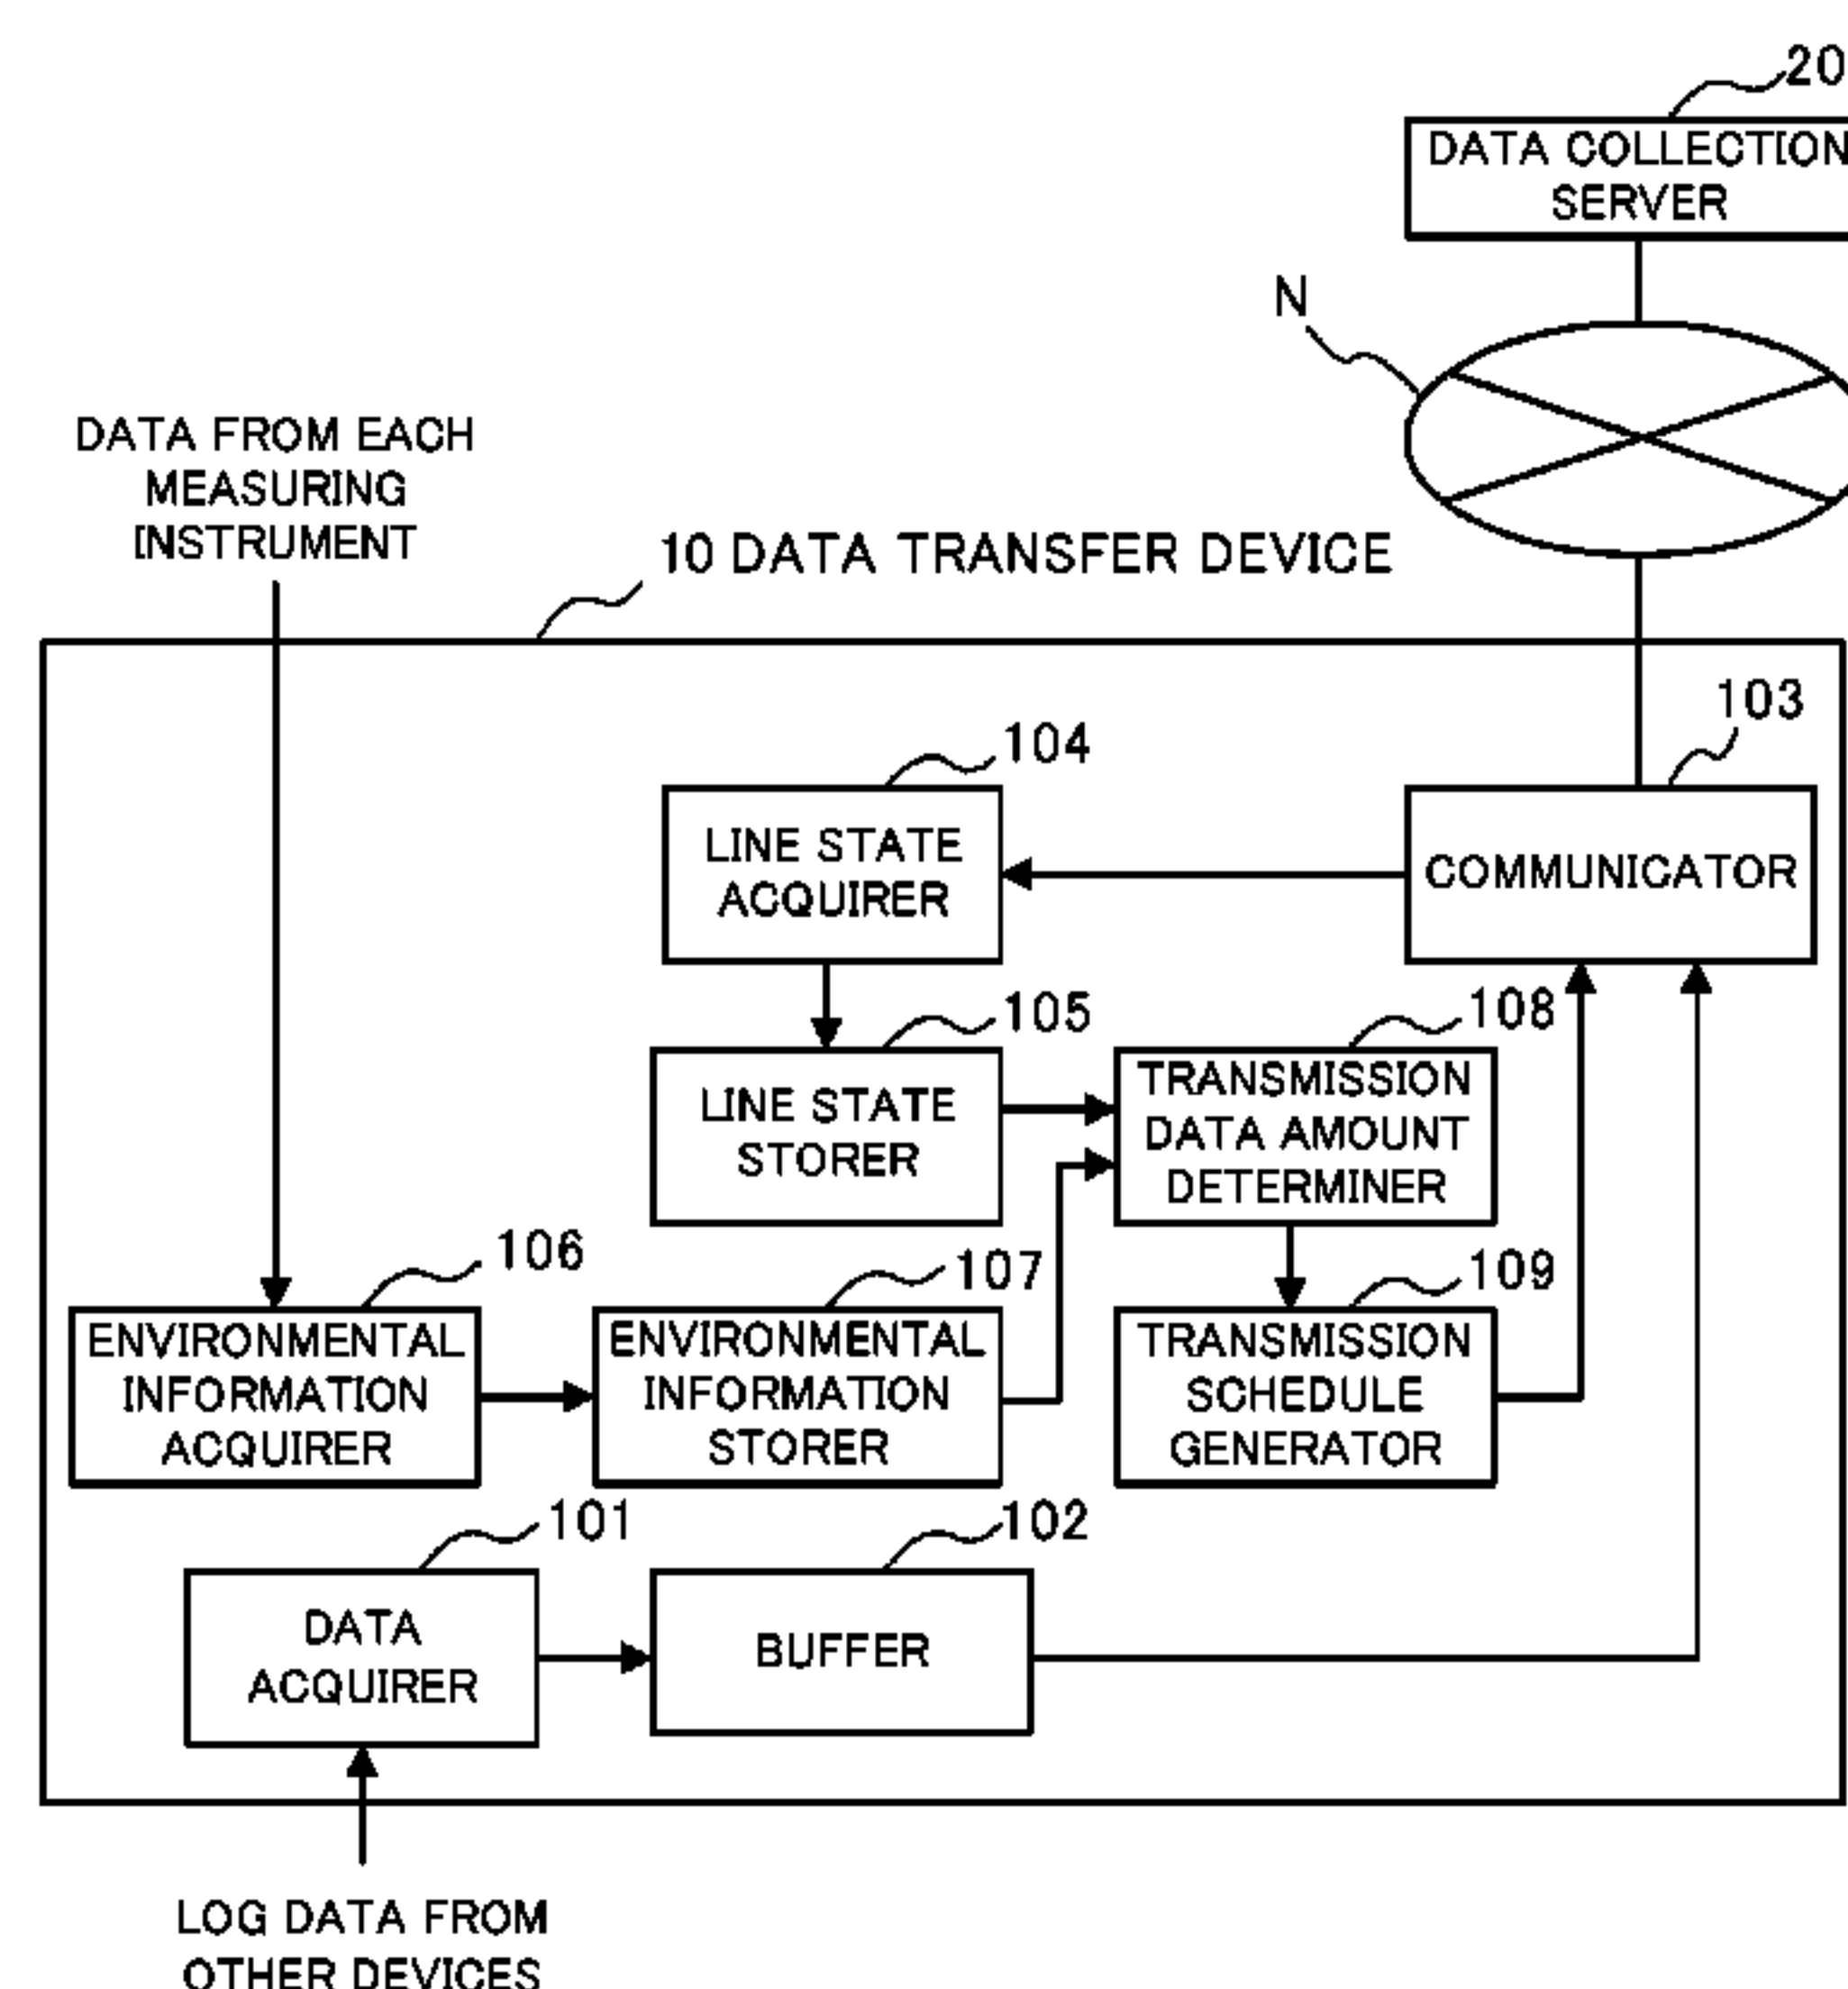 20
DATA COLLECTION
SERVER
N
DATA FROM EACH
MEASURING
INSTRUMENT
10 DATA TRANSFER DEVICE
103
104
LINE STATE
ACQUIRER
COMMUNICATOR
105
108
LINE STATE
STORER
TRANSMISSION
DATA AMOUNT
DETERMINER
106
107
109
ENVIRONMENTAL
INFORMATION
ACQUIRER
ENVIRONMENTAL
INFORMATION
STORER
TRANSMISSION
SCHEDULE
GENERATOR
101
102
DATA
ACQUIRER
BUFFER
LOG DATA FROM
OTHER DEVICES